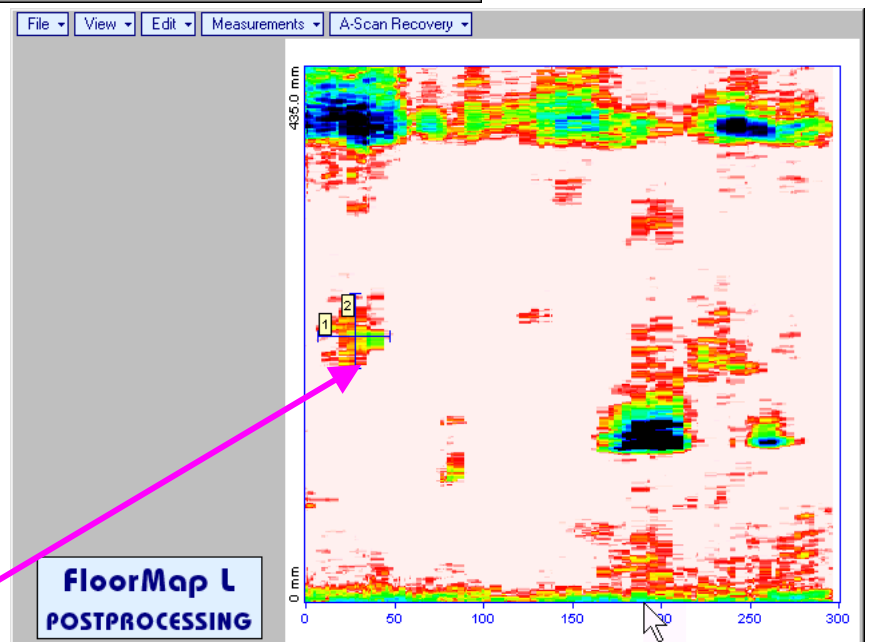 File View Edit Measurements A-Scan Recovery
435.0 mm
2
1
0 mm
0 50 100 150 250 300
FloorMap L
POSTPROCESSING